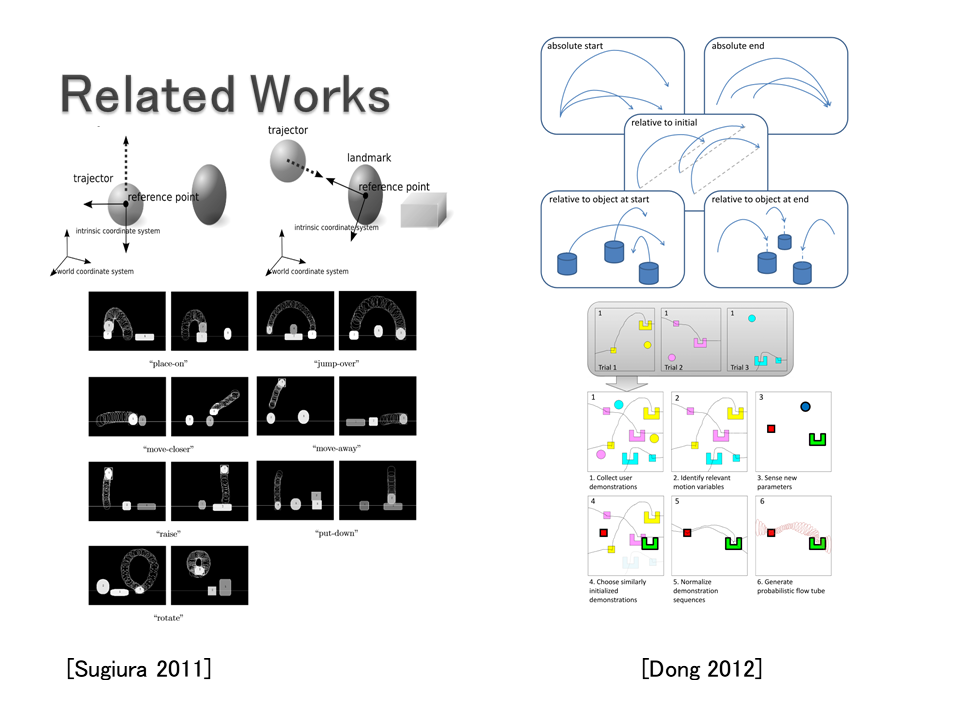 Related Works
trajector
reference point
intrinsic coordinate system
world coordinate system
trajector
landmark
reference point
intrinsic coordinate system
world coordinate system
“place-on”
“jump-over”
“move-closer”
“move-away”
“raise”
“put-down”
“rotate”
[Sugiura 2011]
absolute start
absolute end
relative to initial
relative to object at start
relative to object at end
1
Trial 1
1
Trial 2
1
Trial 3
1
1. Collect user
demonstrations
2
2. Identify relevant
motion variables
3
3. Sense new
parameters
4
4. Choose similarly
initialized
demonstrations
5
5. Normalize
demonstration
sequences
6
6. Generate
probabilistic flow tube
[Dong 2012]